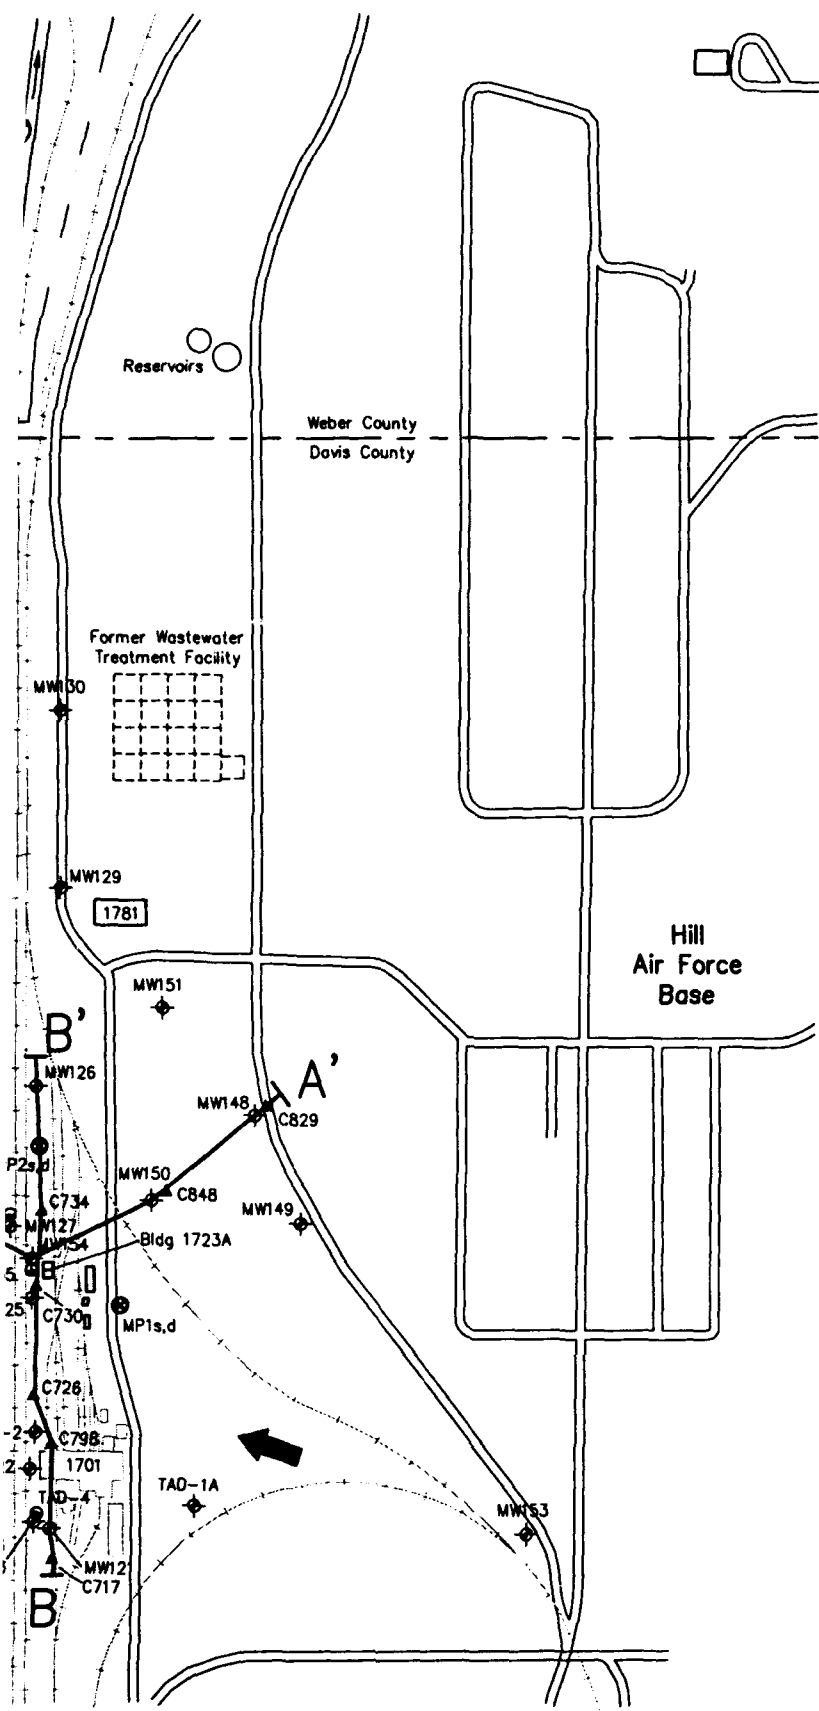 Reservoirs
Weber County
Davis County
Former Wastewater
Treatment Facility
MW130
MW129
1781
Hill
Air Force
Base
MW151
B'
A'
MW126
MW148
C829
P2s,d
MW150
C848
C734
MW149
MW127
MW154
Bldg 1723A
5
25
C730
MP1s,d
C726
-2
C798
2
1701
TAD-1A
TAD-4
MW153
MW12
C717
B